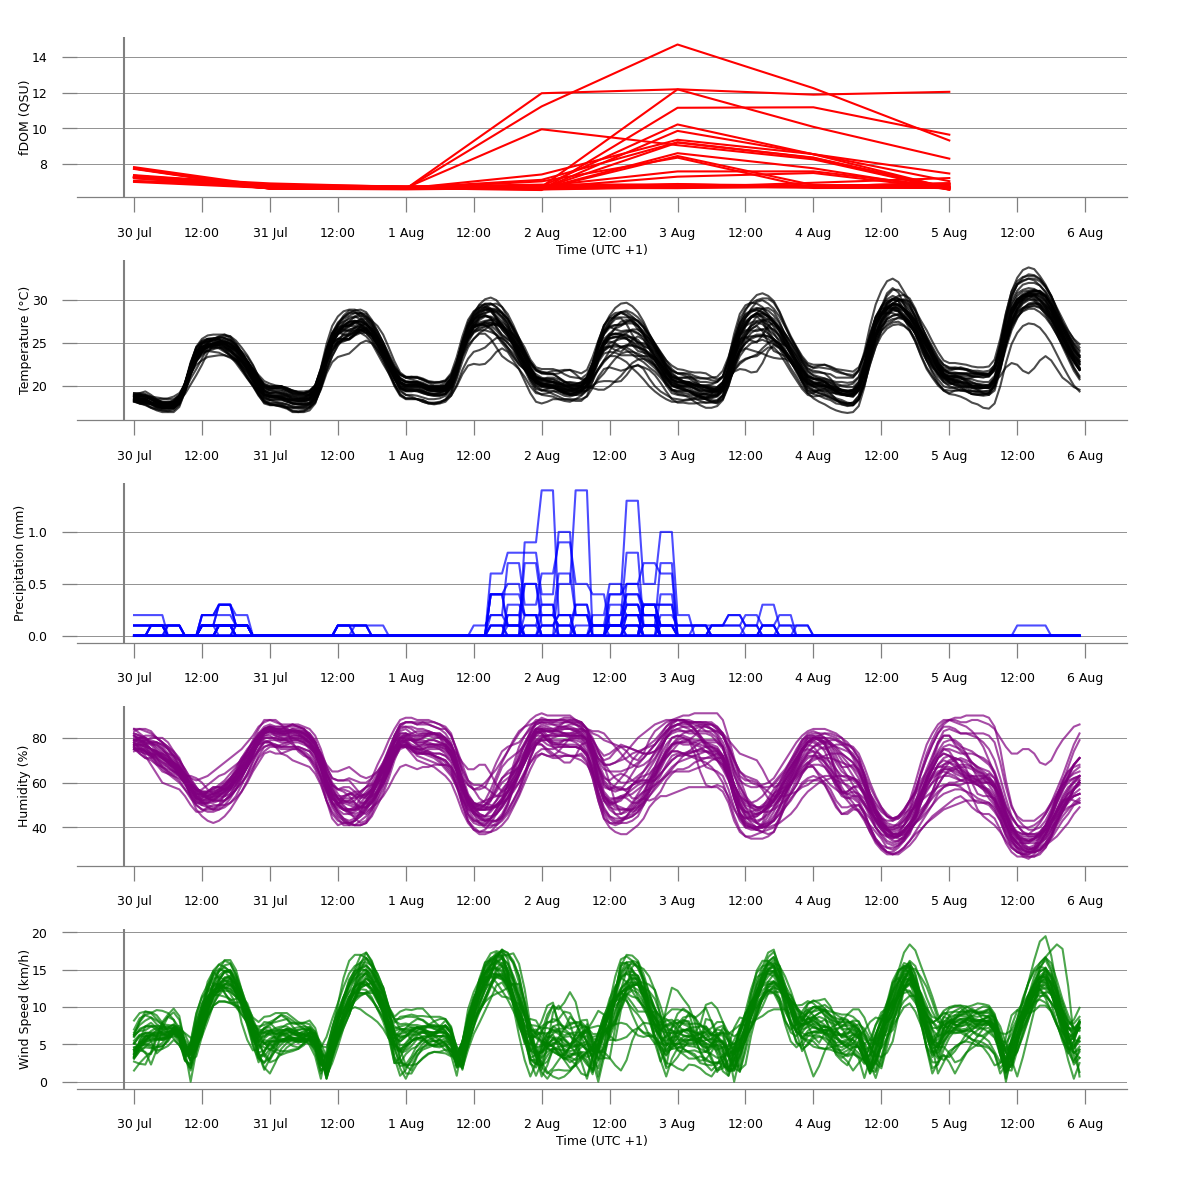 14
12
10
8
fDOM (QSU)
30 Jul 12:00 31 Jul 12:00 1 Aug 12:00 2 Aug 12:00 3 Aug 12:00 4 Aug 12:00 5 Aug 12:00 6 Aug
Time (UTC +1)
30
25
20
Temperature (°C)
30 Jul 12:00 31 Jul 12:00 1 Aug 12:00 2 Aug 12:00 3 Aug 12:00 4 Aug 12:00 5 Aug 12:00 6 Aug
1.0
0.5
0.0
Precipitation (mm)
30 Jul 12:00 31 Jul 12:00 1 Aug 12:00 2 Aug 12:00 3 Aug 12:00 4 Aug 12:00 5 Aug 12:00 6 Aug
80
60
40
Humidity (%)
30 Jul 12:00 31 Jul 12:00 1 Aug 12:00 2 Aug 12:00 3 Aug 12:00 4 Aug 12:00 5 Aug 12:00 6 Aug
20
15
10
5
0
Wind Speed (km/h)
30 Jul 12:00 31 Jul 12:00 1 Aug 12:00 2 Aug 12:00 3 Aug 12:00 4 Aug 12:00 5 Aug 12:00 6 Aug
Time (UTC +1)